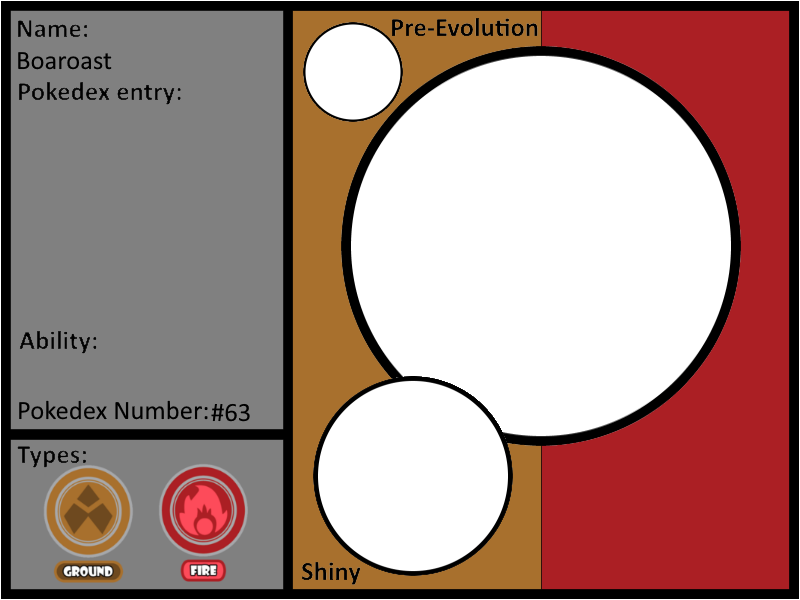 Name:
Boaroast
Pokedex entry:
Ability:
Pokedex Number:#63
Types:
GROUND
FIRE
Pre-Evolution
Shiny